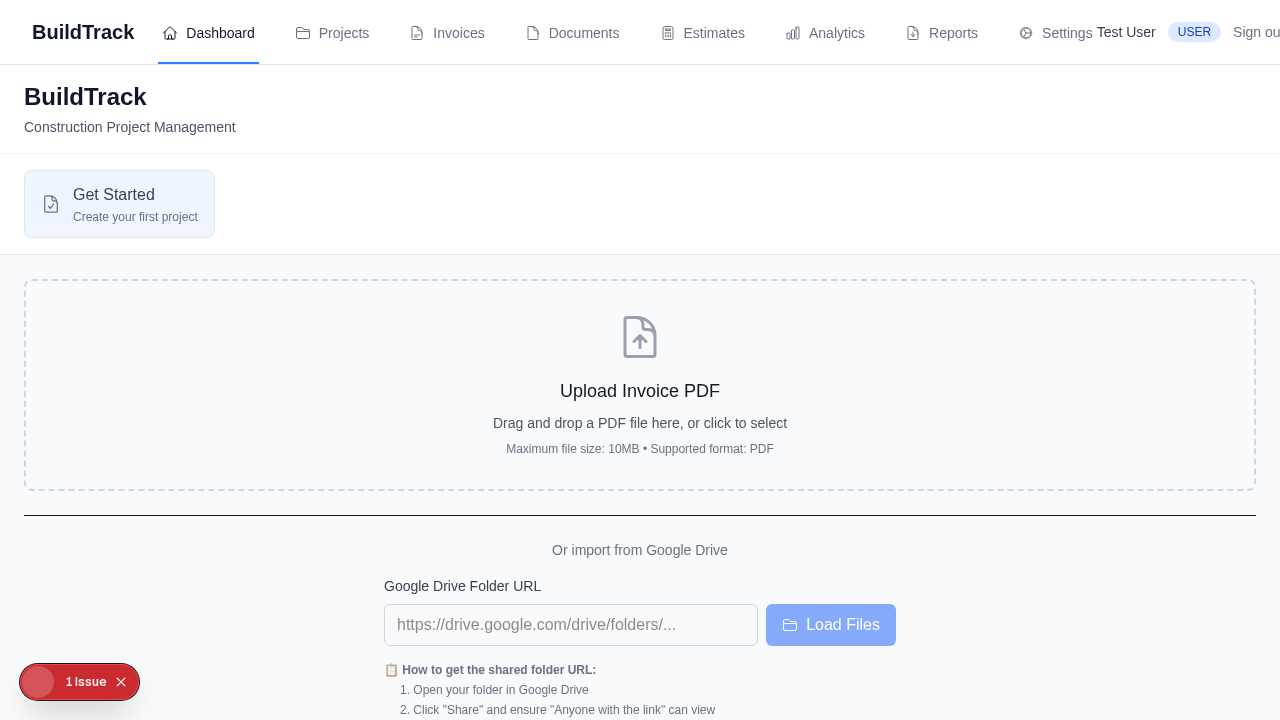 BuildTrack Dashboard Projects Invoices Documents Estimates Analytics Reports Settings Test User USER Sign ou
BuildTrack
Construction Project Management
Get Started
Create your first project
Upload Invoice PDF
Drag and drop a PDF file here, or click to select
Maximum file size: 10MB • Supported format: PDF
Or import from Google Drive
Google Drive Folder URL
https://drive.google.com/drive/folders/... Load Files
📋 How to get the shared folder URL:
1. Open your folder in Google Drive
2. Click "Share" and ensure "Anyone with the link" can view
1 Issue